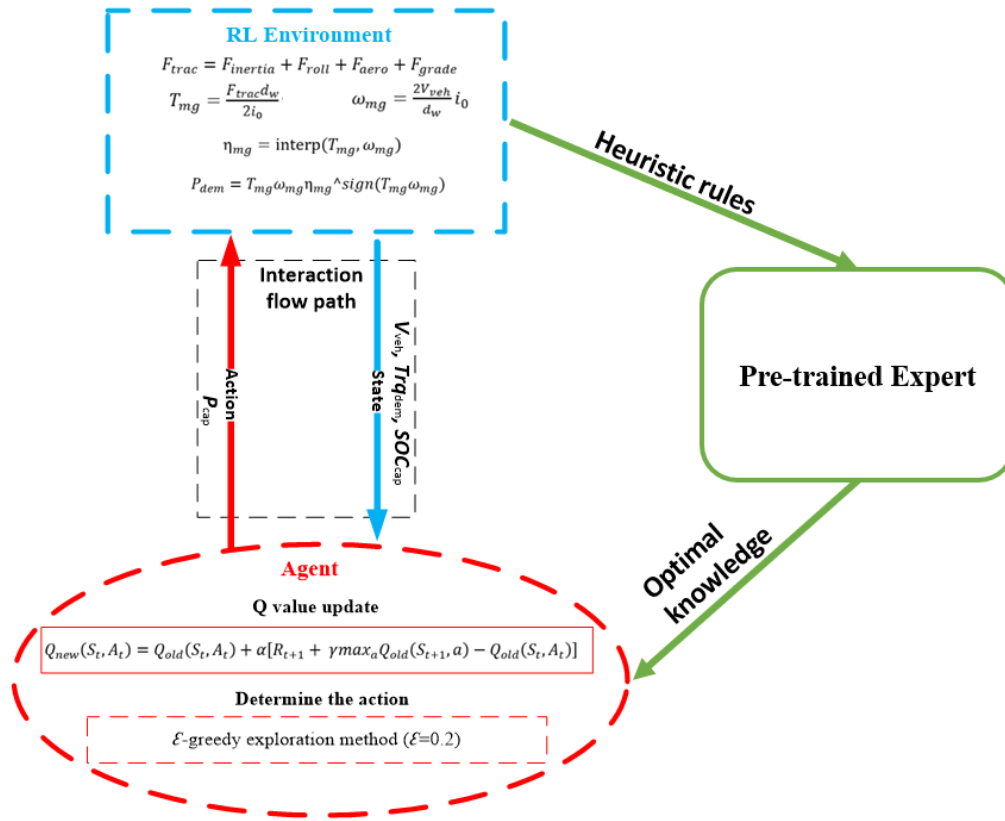 RL Environment
F_trac = F_inertia + F_roll + F_aero + F_grade
T_mg = F_trac d_w / 2i_0
ω_mg = 2V_veh / d_w i_0
η_mg = interp(T_mg, ω_mg)
P_dem = T_mg ω_mg η_mg ^sign(T_mg ω_mg)
Heuristic rules
Interaction
flow path
Action
P_cap
V_veh, Trq_dem, SOC_cap
State
Pre-trained Expert
Optimal
knowledge
Agent
Q value update
Q_new(S_t, A_t) = Q_old(S_t, A_t) + α[R_t+1 + γmax_a Q_old(S_t+1, a) − Q_old(S_t, A_t)]
Determine the action
ℰ-greedy exploration method (ℰ=0.2)